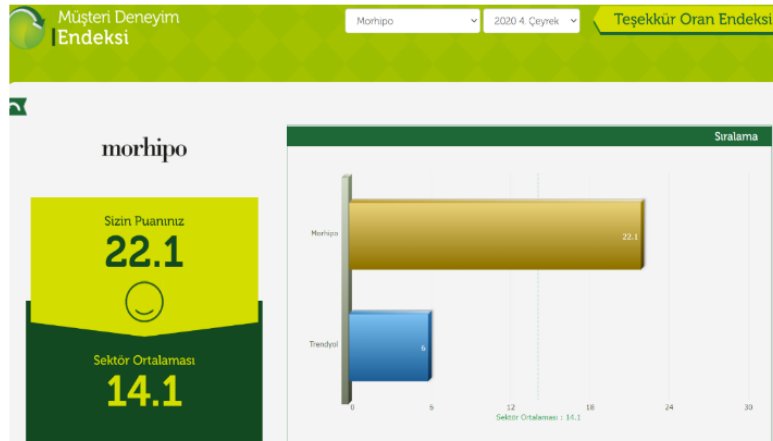 Müşteri Deneyim
Endeksi
Morhipo
2020 4. Çeyrek
Teşekkür Oran Endeksi
morhipo
Sizin Puanınız
22.1
Sektör Ortalaması
14.1
Sıralama
Morhipo
22.1
Trendyol
6
0 6 12 18 24 30
Sektör Ortalaması : 14.1